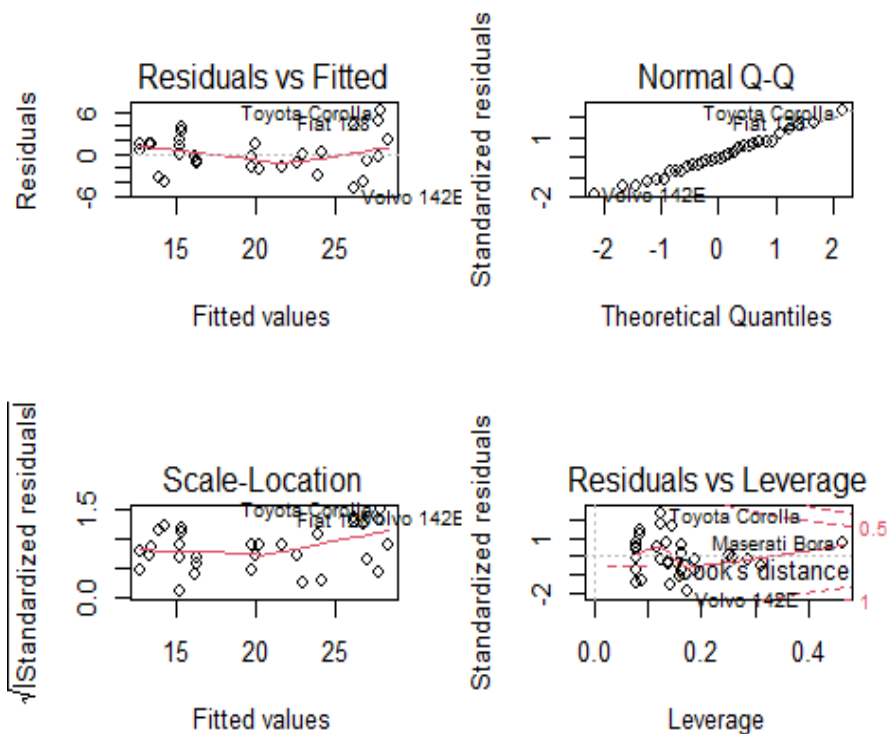 Residuals vs Fitted
Residuals
6
0
-6
Toyota Corolla
Fiat 128
Volvo 142E
15 20 25
Fitted values
Normal Q-Q
Standardized residuals
1
-2
Toyota Corolla
Fiat 128
Volvo 142E
-2 -1 0 1 2
Theoretical Quantiles
Scale-Location
√|Standardized residuals|
1.5
0.0
Toyota Corolla
Fiat 128
Volvo 142E
15 20 25
Fitted values
Residuals vs Leverage
Standardized residuals
1
-2
Toyota Corolla
Maserati Bora
Cook's distance
Volvo 142E
0.5
1
0.0 0.2 0.4
Leverage